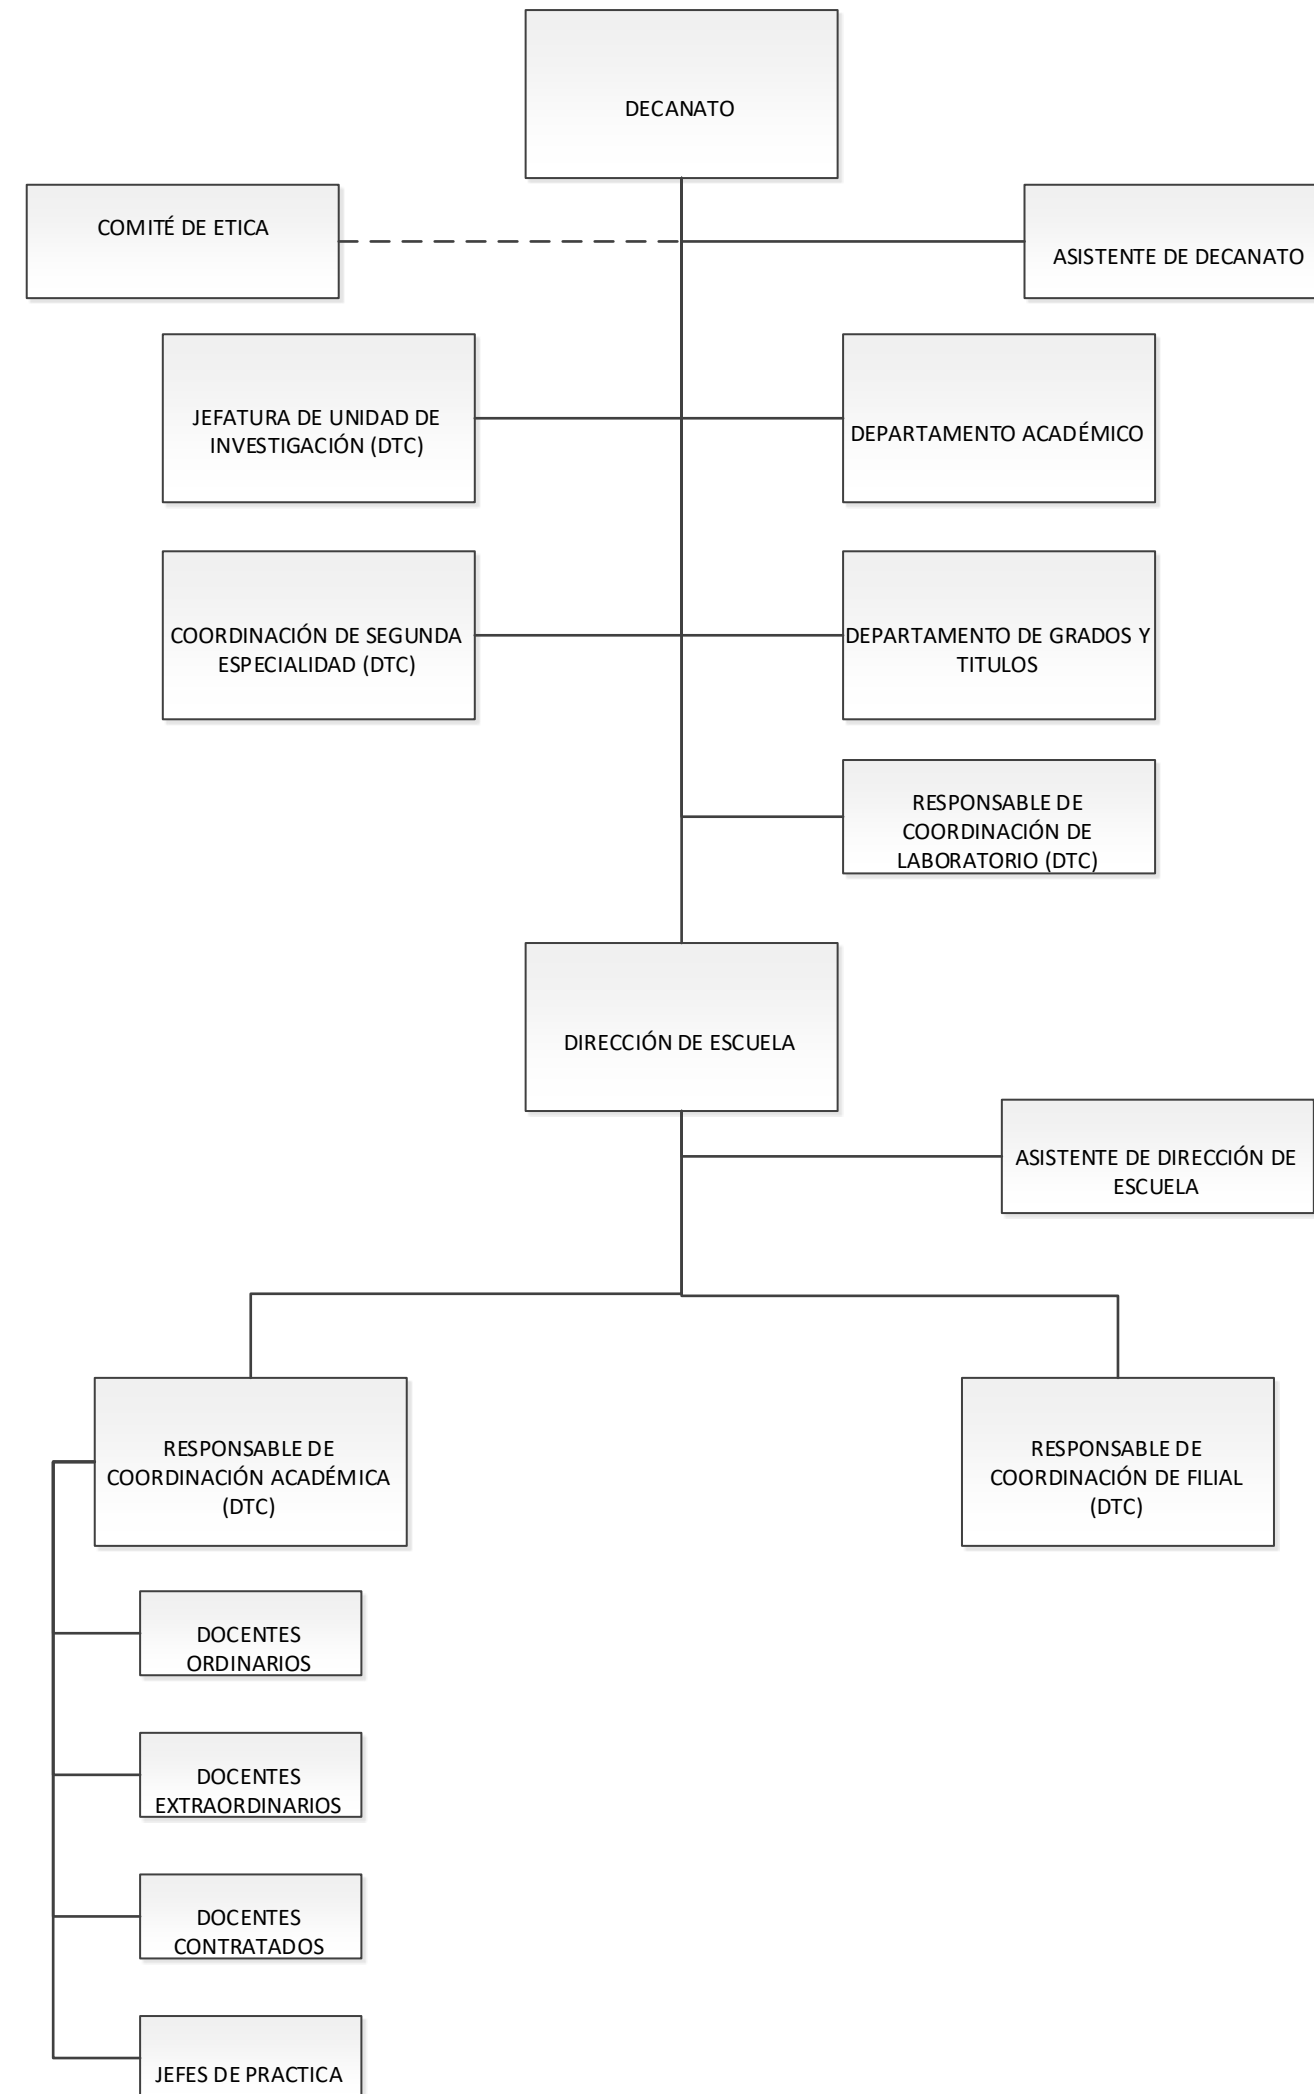 DECANATO
COMITÉ DE ETICA
ASISTENTE DE DECANATO
JEFATURA DE UNIDAD DE
INVESTIGACIÓN (DTC)
DEPARTAMENTO ACADÉMICO
COORDINACIÓN DE SEGUNDA
ESPECIALIDAD (DTC)
DEPARTAMENTO DE GRADOS Y
TITULOS
RESPONSABLE DE
COORDINACIÓN DE
LABORATORIO (DTC)
DIRECCIÓN DE ESCUELA
ASISTENTE DE DIRECCIÓN DE
ESCUELA
RESPONSABLE DE
COORDINACIÓN ACADÉMICA
(DTC)
RESPONSABLE DE
COORDINACIÓN DE FILIAL
(DTC)
DOCENTES
ORDINARIOS
DOCENTES
EXTRAORDINARIOS
DOCENTES
CONTRATADOS
JEFES DE PRACTICA